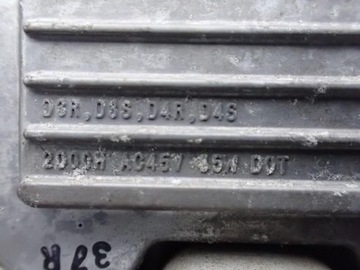 D3R,D3S,D4R,D4S
2000H AC45V 35W DOT
37R